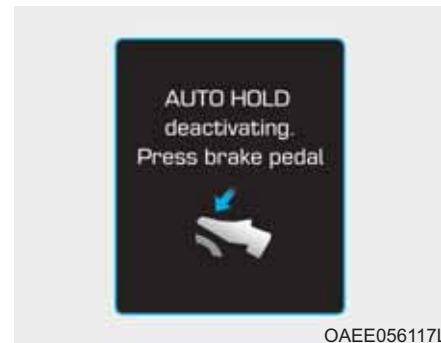 AUTO HOLD
deactivating.
Press brake pedal
OAEE056117L